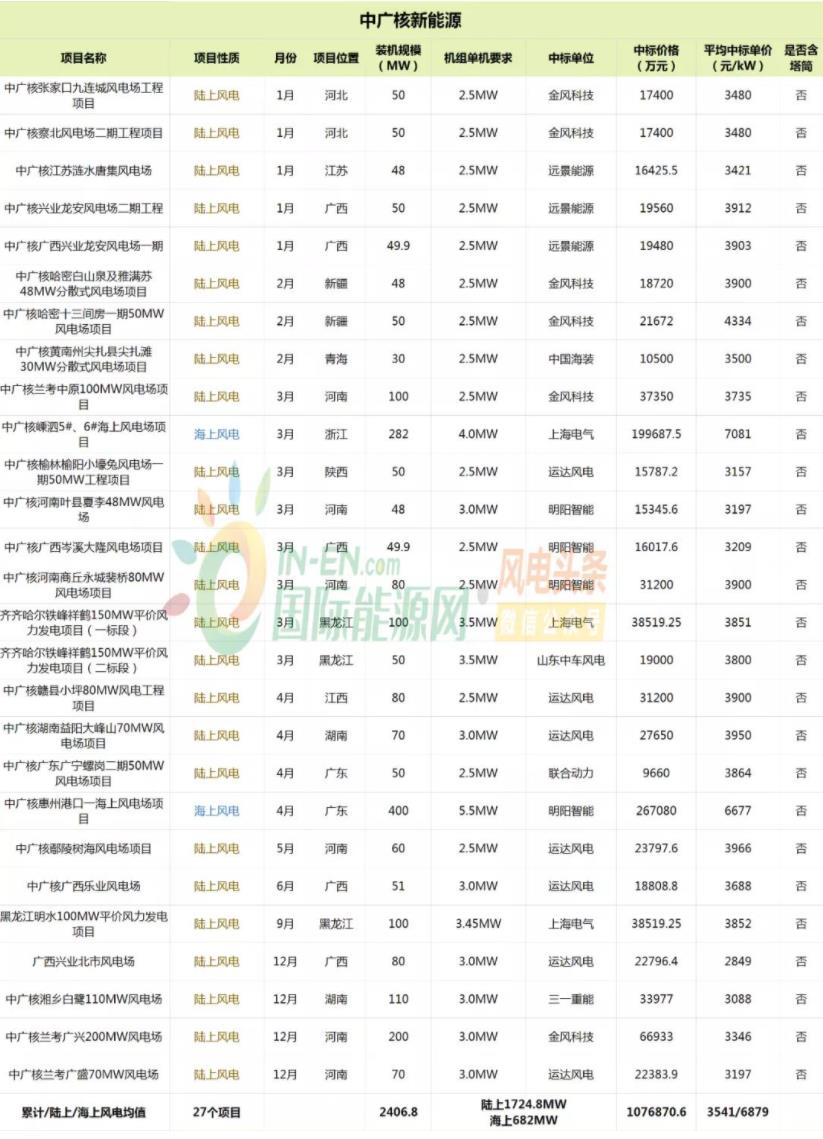 中广核新能源
项目名称 项目性质 月份 项目位置 装机规模（MW） 机组单机要求 中标单位 中标价格（万元） 平均中标单价（元/kW） 是否含塔筒
中广核张家口九连城风电场工程项目 陆上风电 1月 河北 50 2.5MW 金风科技 17400 3480 否
中广核察北风电场二期工程项目 陆上风电 1月 河北 50 2.5MW 金风科技 17400 3480 否
中广核江苏涟水唐集风电场 陆上风电 1月 江苏 48 2.5MW 远景能源 16425.5 3421 否
中广核兴业龙安风电场二期工程 陆上风电 1月 广西 50 2.5MW 远景能源 19560 3912 否
中广核广西兴业龙安风电场一期 陆上风电 1月 广西 49.9 2.5MW 远景能源 19480 3903 否
中广核哈密白山泉及雅满苏48MW分散式风电场项目 陆上风电 2月 新疆 48 2.5MW 金风科技 18720 3900 否
中广核哈密十三间房一期50MW风电场项目 陆上风电 2月 新疆 50 2.5MW 金风科技 21672 4334 否
中广核黄南州尖扎县尖扎滩30MW分散式风电场项目 陆上风电 2月 青海 30 2.5MW 中国海装 10500 3500 否
中广核兰考中原100MW风电场项目 陆上风电 3月 河南 100 2.5MW 金风科技 37350 3735 否
中广核嵊泗5#、6#海上风电场项目 海上风电 3月 浙江 282 4.0MW 上海电气 199687.5 7081 否
中广核榆林榆阳小壕兔风电场一期50MW工程项目 陆上风电 3月 陕西 50 2.5MW 运达风电 15787.2 3157 否
中广核河南叶县夏李48MW风电场 陆上风电 3月 河南 48 3.0MW 明阳智能 15345.6 3197 否
中广核广西岑溪大隆风电场项目 陆上风电 3月 广西 49.9 2.5MW 明阳智能 16017.6 3209 否
中广核河南商丘永城裴桥80MW风电场项目 陆上风电 3月 河南 80 2.5MW 明阳智能 31200 3900 否
齐齐哈尔铁峰祥鹤150MW平价风力发电项目（一标段） 陆上风电 3月 黑龙江 100 3.5MW 上海电气 38519.25 3851 否
齐齐哈尔铁峰祥鹤150MW平价风力发电项目（二标段） 陆上风电 3月 黑龙江 50 3.5MW 山东中车风电 19000 3800 否
中广核赣县小坪80MW风电工程项目 陆上风电 4月 江西 80 2.5MW 运达风电 31200 3900 否
中广核湖南益阳大峰山70MW风电场项目 陆上风电 4月 湖南 70 3.0MW 运达风电 27650 3950 否
中广核广东广宁螺岗二期50MW风电场项目 陆上风电 4月 广东 50 2.5MW 联合动力 9660 3864 否
中广核惠州港口一海上风电场项目 海上风电 4月 广东 400 5.5MW 明阳智能 267080 6677 否
中广核鄢陵树海风电场项目 陆上风电 5月 河南 60 2.5MW 运达风电 23797.6 3966 否
中广核广西乐业风电场 陆上风电 6月 广西 51 3.0MW 运达风电 18808.8 3688 否
黑龙江明水100MW平价风力发电项目 陆上风电 9月 黑龙江 100 3.45MW 上海电气 38519.25 3852 否
广西兴业北市风电场 陆上风电 12月 广西 80 3.0MW 运达风电 22796.4 2849 否
中广核湘乡白鹭110MW风电场 陆上风电 12月 湖南 110 3.0MW 三一重能 33977 3088 否
中广核兰考广兴200MW风电场 陆上风电 12月 河南 200 3.0MW 金风科技 66933 3346 否
中广核兰考广盛70MW风电场 陆上风电 12月 河南 70 3.0MW 运达风电 22383.9 3197 否
累计/陆上/海上风电均值 27个项目 2406.8 陆上1724.8MW 海上682MW 1076870.6 3541/6879
IN-EN.com
国际能源网
风电头条
微信公众号